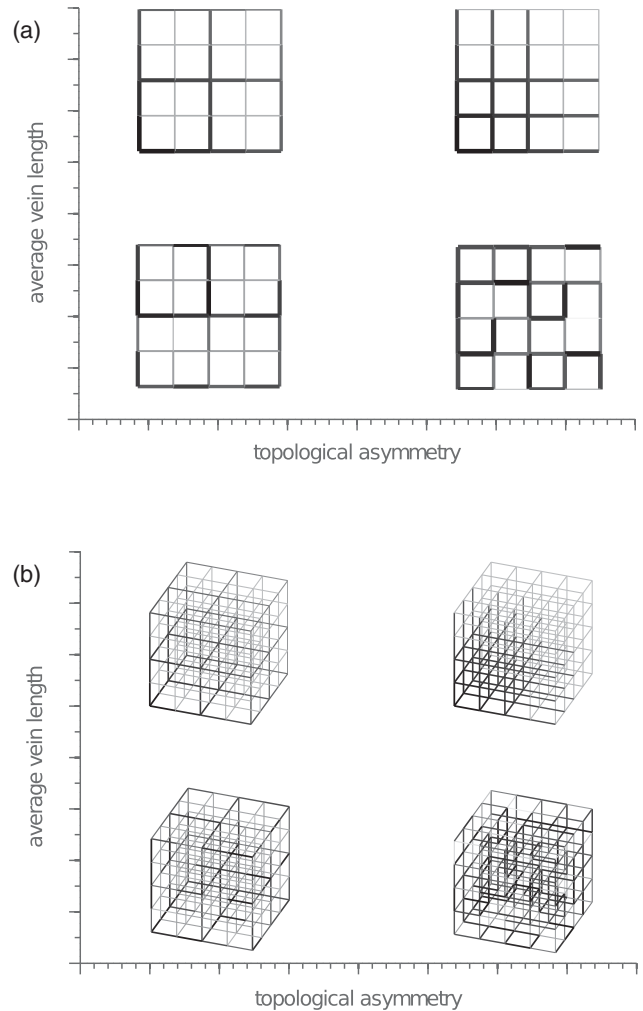 (a)
average vein length
topological asymmetry
(b)
average vein length
topological asymmetry